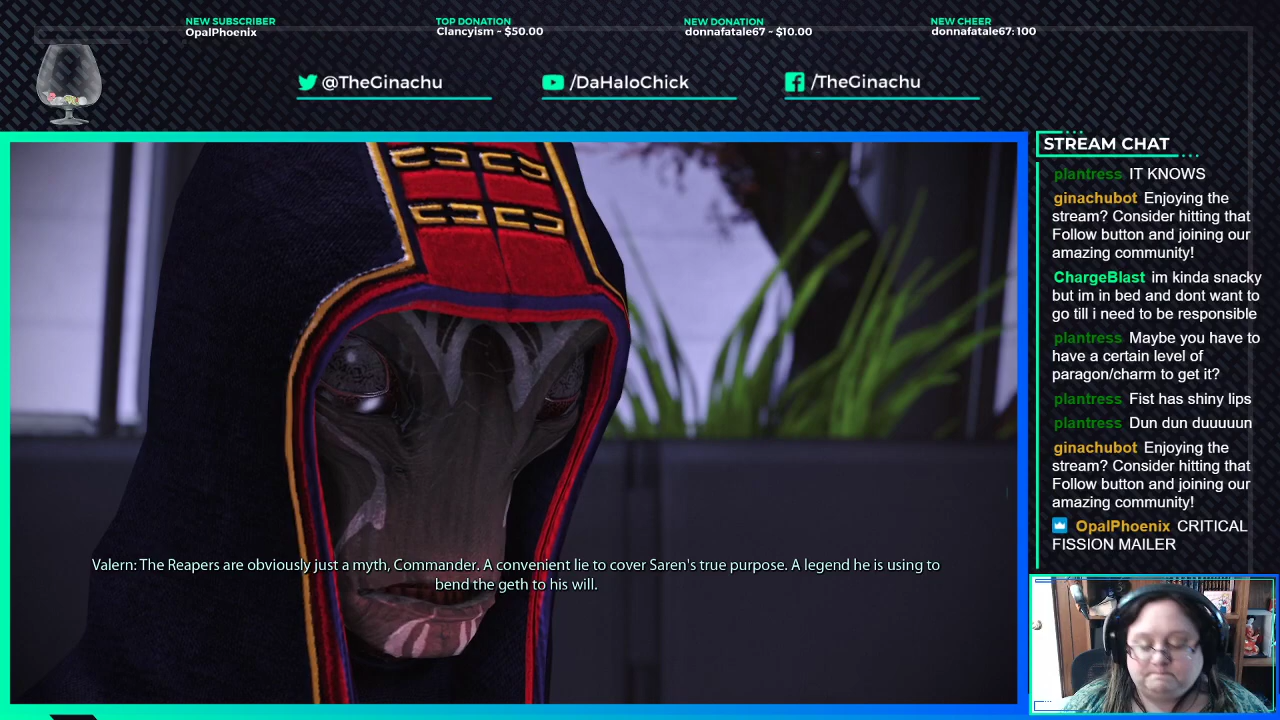 NEW SUBSCRIBER
OpalPhoenix
TOP DONATION
Clancyism - $50.00
NEW DONATION
donnafatale67 - $10.00
NEW CHEER
donnafatale67: 100
@TheGinachu
/DaHaloChick
/TheGinachu
STREAM CHAT
plantress IT KNOWS
ginachubot Enjoying the
stream? Consider hitting that
Follow button and joining our
amazing community!
ChargeBlast im kinda snacky
but im in bed and dont want to
go till i need to be responsible
plantress Maybe you have to
have a certain level of
paragon/charm to get it?
plantress Fist has shiny lips
plantress Dun dun duuuuun
ginachubot Enjoying the
stream? Consider hitting that
Follow button and joining our
amazing community!
OpalPhoenix CRITICAL
FISSION MAILER
Valern: The Reapers are obviously just a myth, Commander. A convenient lie to cover Saren's true purpose. A legend he is using to
bend the geth to his will.